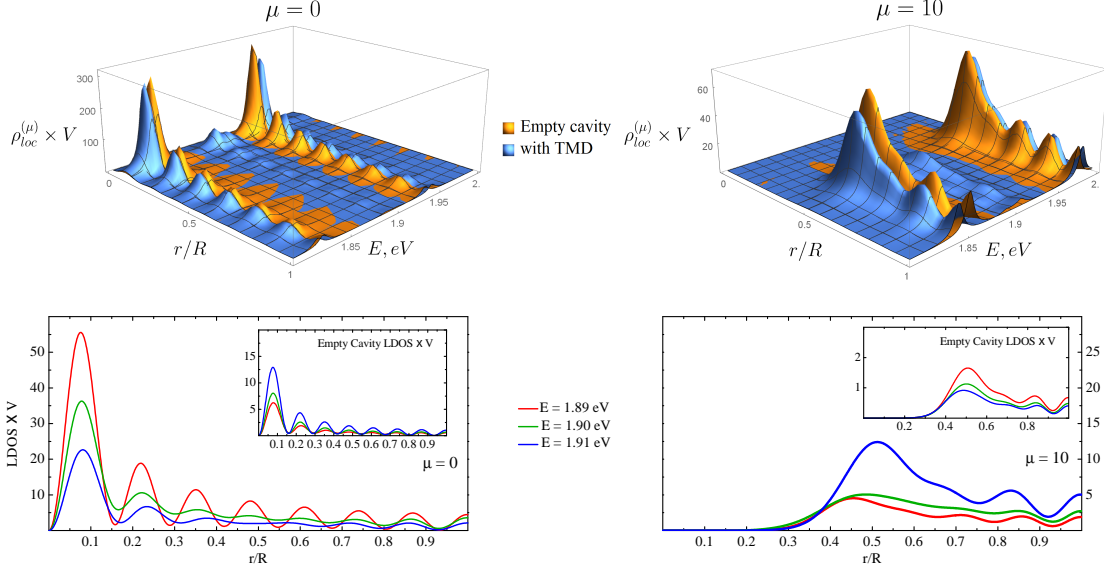 μ = 0
300
200
100
ρ_loc^(μ) × V
0
0.5
1
r/R
1.85
1.9
1.95
2.
E, eV
Empty cavity
with TMD
μ = 10
60
40
20
ρ_loc^(μ) × V
0
0.5
1
r/R
1.85
1.9
1.95
2.
E, eV
LDOS X V
50
40
30
20
10
0.1 0.2 0.3 0.4 0.5 0.6 0.7 0.8 0.9
r/R
Empty Cavity LDOS X V
15
10
5
0.1 0.2 0.3 0.4 0.5 0.6 0.7 0.8 0.9
μ = 0
E = 1.89 eV
E = 1.90 eV
E = 1.91 eV
Empty Cavity LDOS X V
2
1
0.2 0.4 0.6 0.8
μ = 10
25
20
15
10
5
0.1 0.2 0.3 0.4 0.5 0.6 0.7 0.8 0.9
r/R